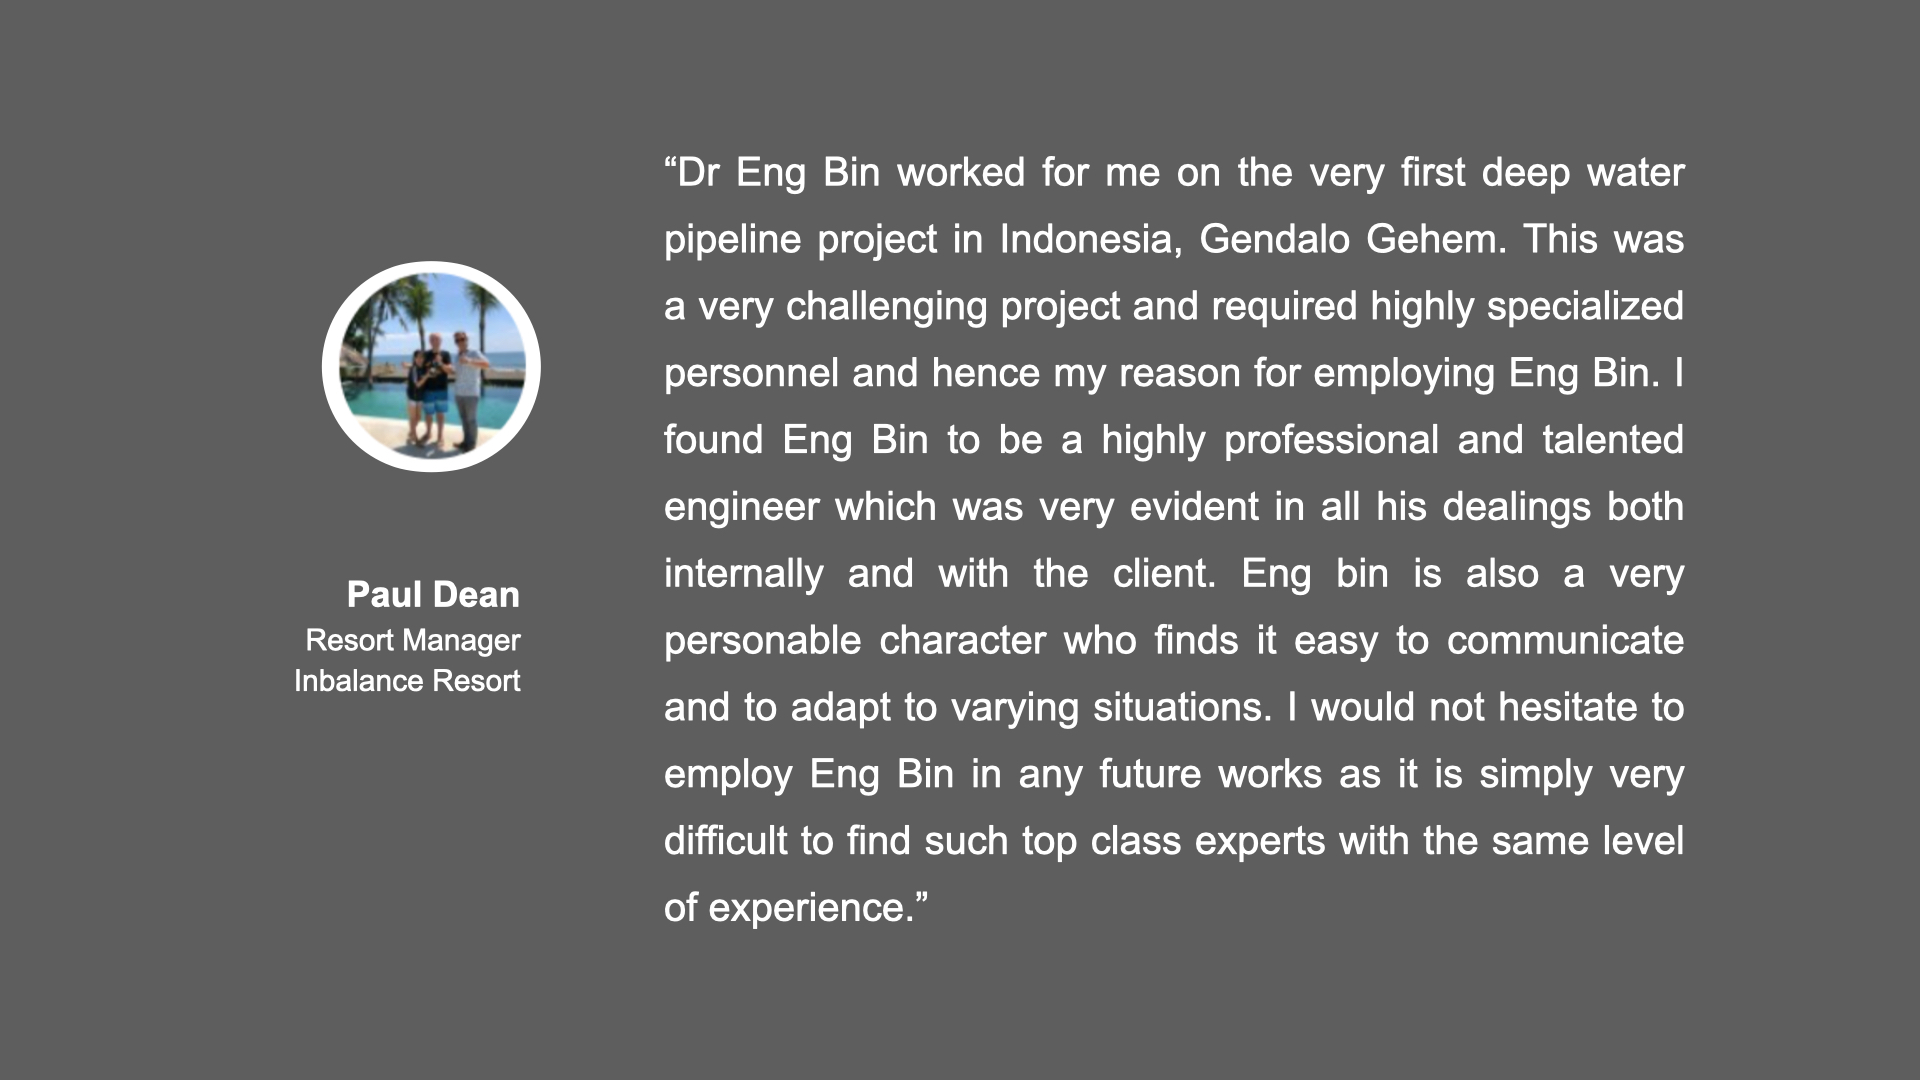 Paul Dean
Resort Manager
Inbalance Resort
“Dr Eng Bin worked for me on the very first deep water
pipeline project in Indonesia, Gendalo Gehem. This was
a very challenging project and required highly specialized
personnel and hence my reason for employing Eng Bin. I
found Eng Bin to be a highly professional and talented
engineer which was very evident in all his dealings both
internally and with the client. Eng bin is also a very
personable character who finds it easy to communicate
and to adapt to varying situations. I would not hesitate to
employ Eng Bin in any future works as it is simply very
difficult to find such top class experts with the same level
of experience.”